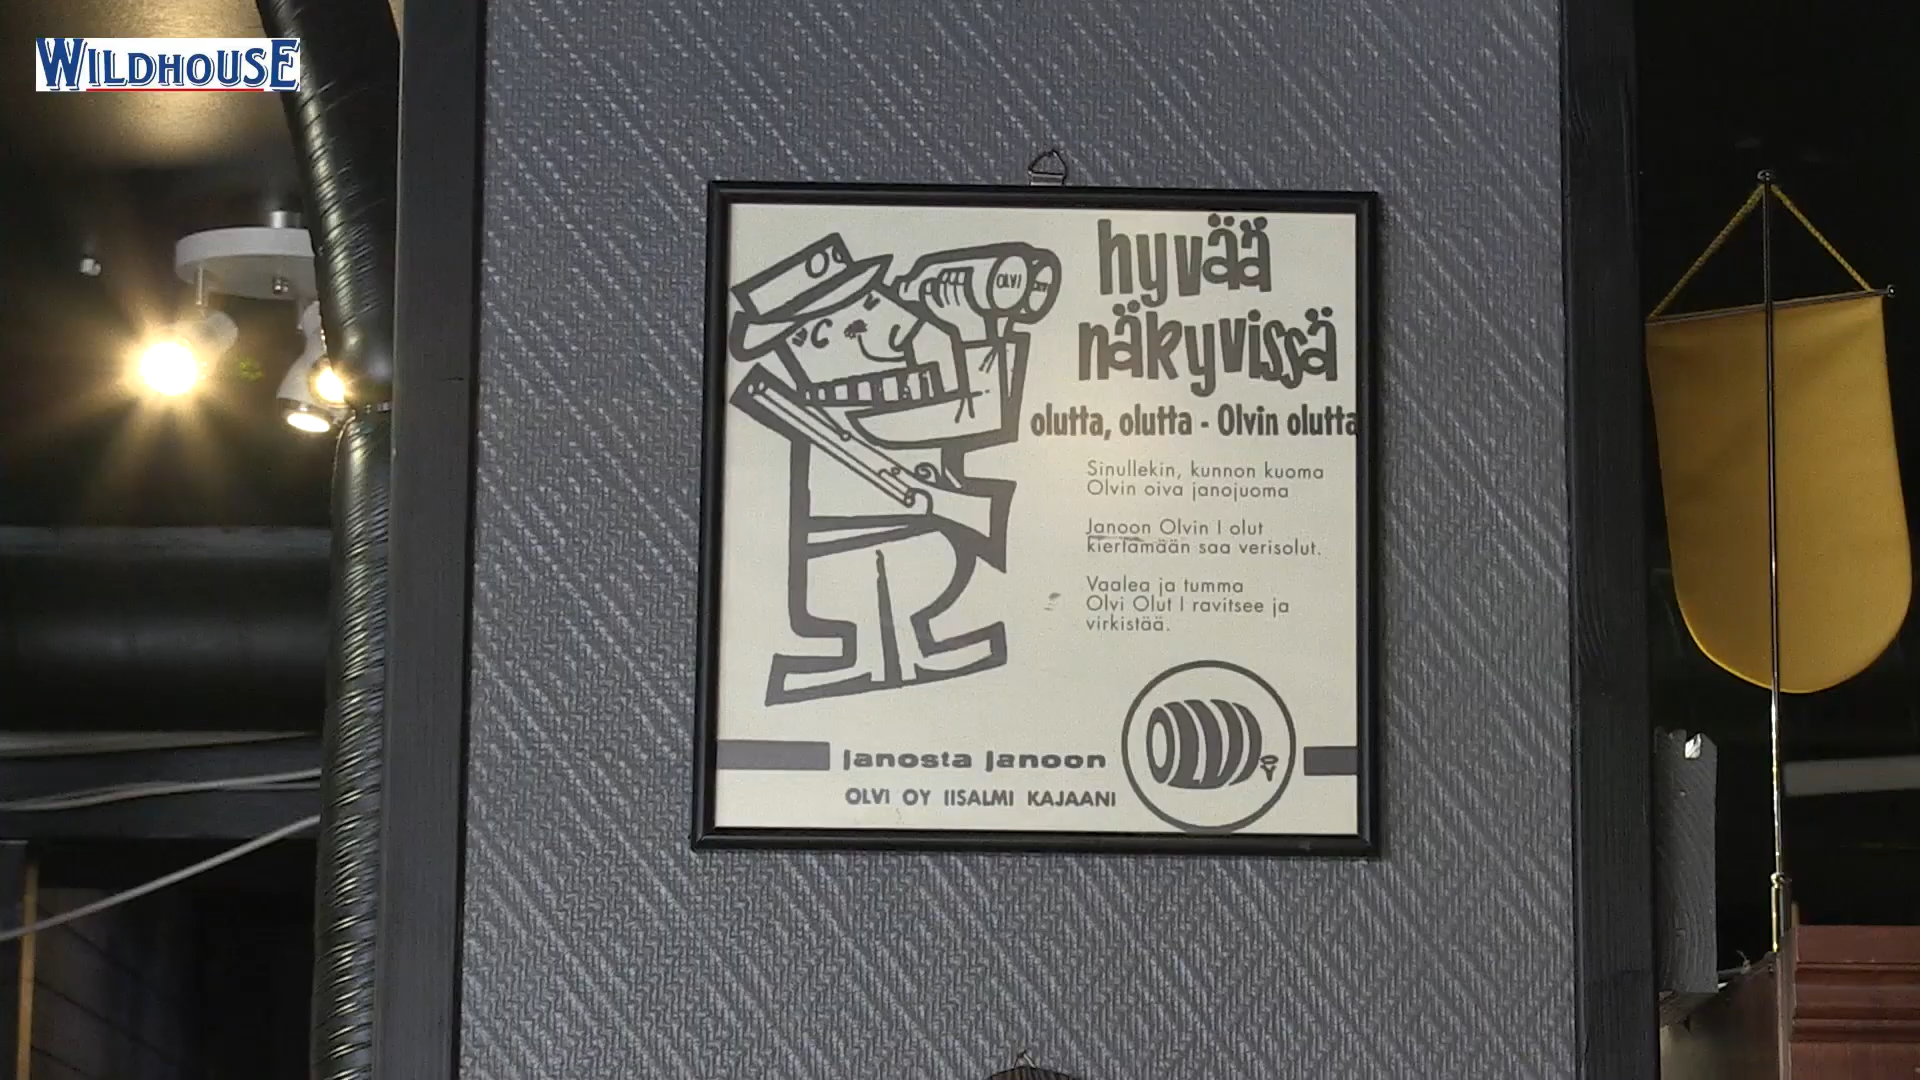 WILDHOUSE
OLVI
hyvää
näkyvissä
olutta, olutta - Olvin olutta
Sinullekin, kunnon kuoma
Olvin oiva janojuoma
Janoon Olvin I olut
kiertämään saa verisolut.
Vaalea ja tumma
Olvi Olut I ravitsee ja
virkistää.
janosta janoon
OLVI OY IISALMI KAJAANI
OLVI OY